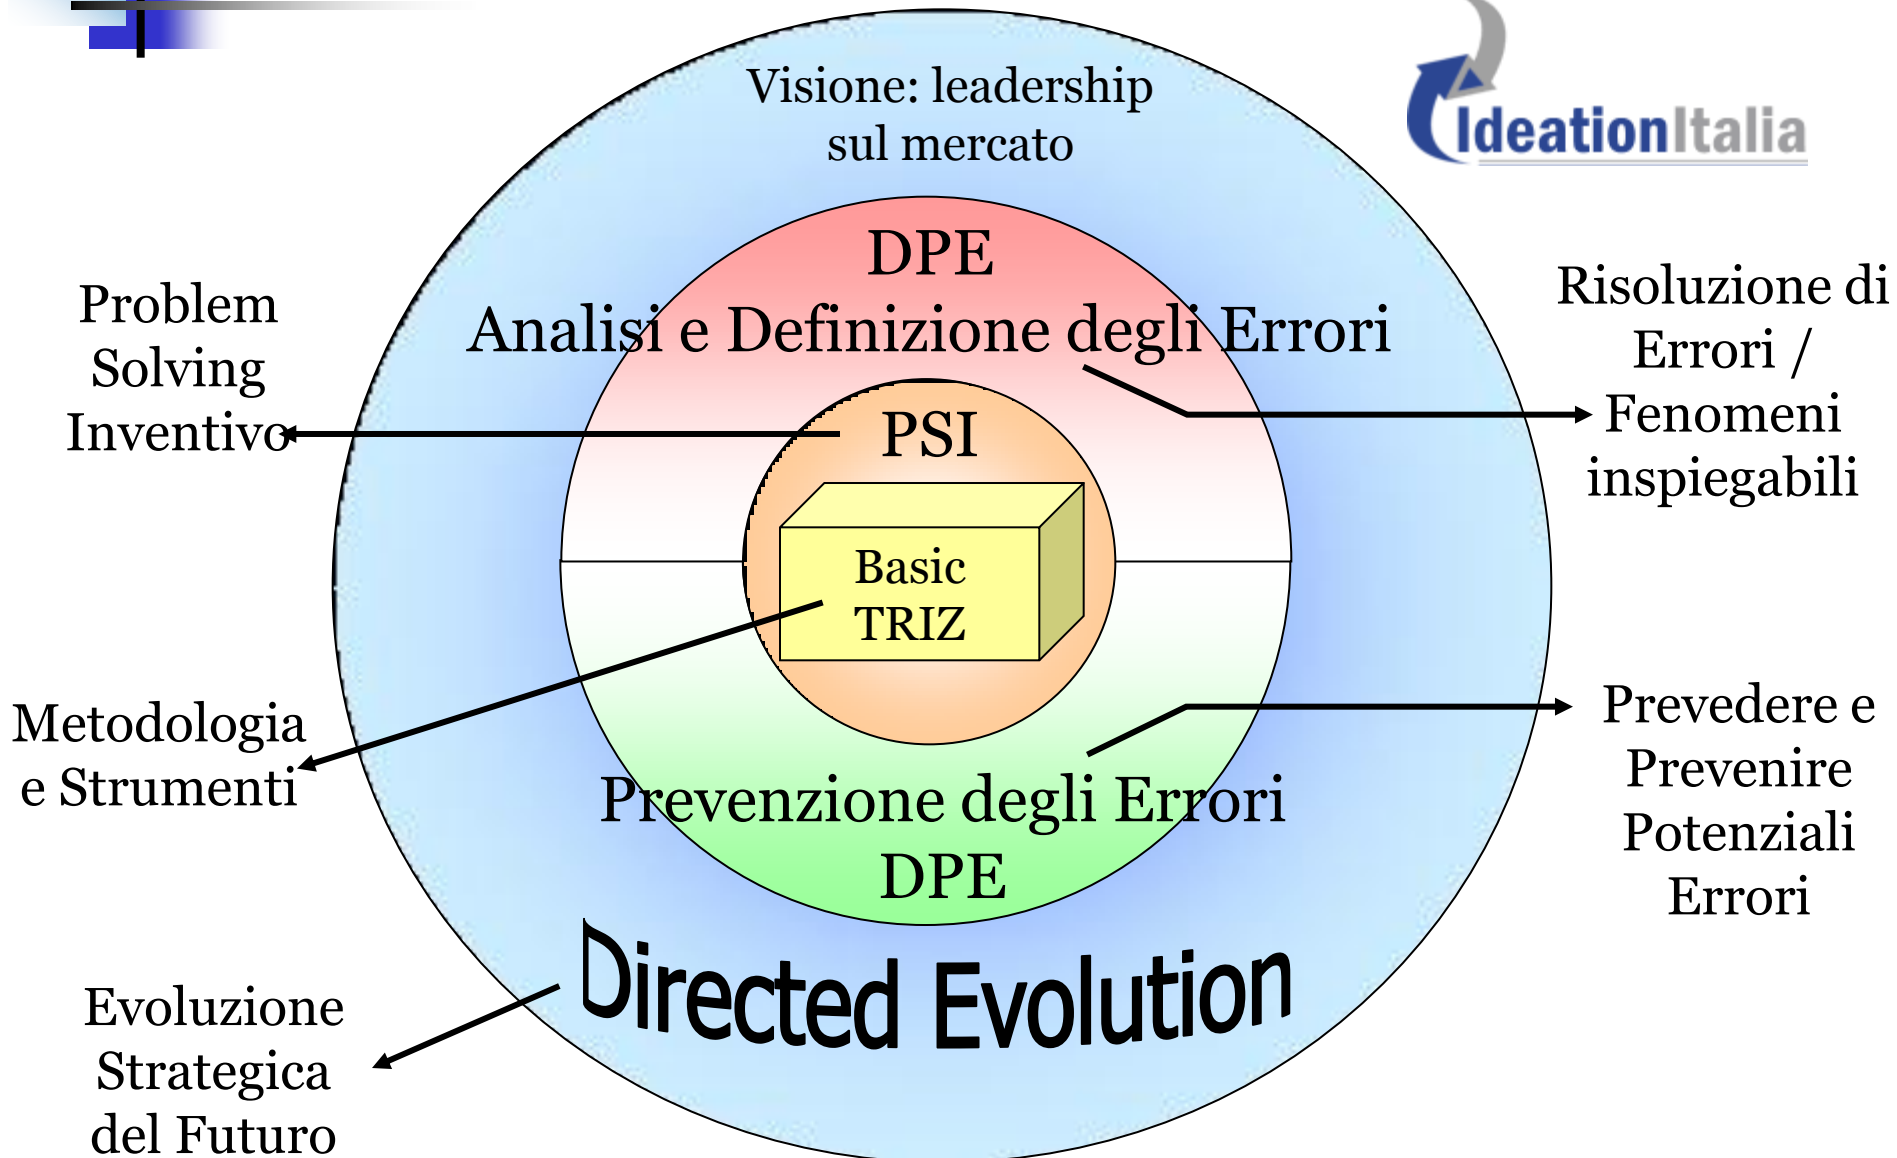 Visione: leadership
sul mercato
IdeationItalia
DPE
Analisi e Definizione degli Errori
Problem
Solving
Inventivo
Risoluzione di
Errori /
Fenomeni
inspiegabili
PSI
Basic
TRIZ
Metodologia
e Strumenti
Prevedere e
Prevenire
Potenziali
Errori
Prevenzione degli Errori
DPE
Directed Evolution
Evoluzione
Strategica
del Futuro